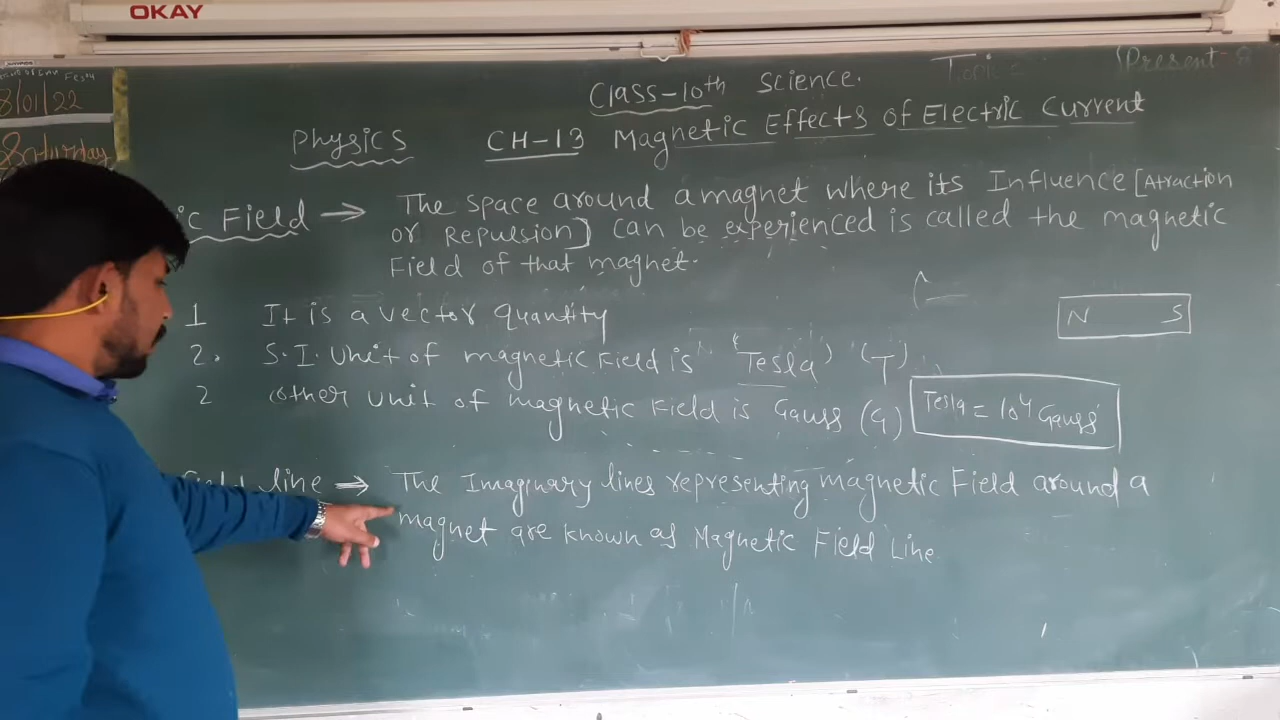 OKAY
8/01/22
Saturday
Class-10th Science.
Present
Physics CH-13 Magnetic Effects of Electric Current
ic Field → The space around a magnet where its Influence [Atraction
or Repulsion] can be experienced is called the magnetic
Field of that magnet.
1 It is a vector quantity
N S
2. S.I. Unit of magnetic Field is "Tesla" (T)
2 other unit of magnetic Field is Gauss (G)
Tesla = 10⁴ Gauss
Field line → The Imaginary lines representing magnetic Field around a
magnet are known as Magnetic Field Line